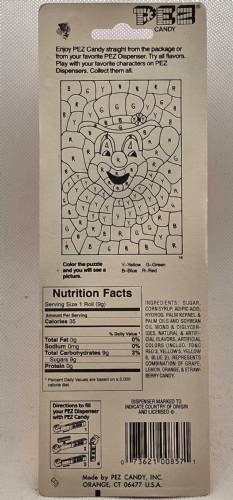 PEZ
CANDY
Enjoy PEZ Candy straight from the package or
from your favorite PEZ Dispenser. Try all flavors.
Play with your favorite characters on PEZ
Dispensers. Collect them all.
Color the puzzle
and you will see a
picture.
Y-Yellow G-Green
B-Blue R-Red
Nutrition Facts
Serving Size 1 Roll (9g)
Amount Per Serving
Calories 35
% Daily Value*
Total Fat 0g 0%
Sodium 0mg 0%
Total Carbohydrates 9g 3%
Sugars 9g
Protein 0g
* Percent Daily Values are based on a 2,000
calorie diet.
INGREDIENTS: SUGAR,
CORN SYRUP, ADIPIC ACID,
HYDROG. PALM KERNEL &
PALM OILS AND SOYBEAN
OIL, MONO & DIGLYCER-
IDES, NATURAL & ARTIFI-
CIAL FLAVORS, ARTIFICIAL
COLORS (INCLD. FD&C
RED 3, YELLOW 5, YELLOW
6, BLUE 2). REPRESENTS
COMBINATION OF GRAPE,
LEMON, ORANGE, & STRAW-
BERRY CANDY.
Directions to fill
your PEZ Dispenser
with PEZ Candy
DISPENSER MARKED TO
INDICATE COUNTRY OF ORIGIN
AND LICENSED ©
0 73621 00857 1
Made by PEZ CANDY, INC.
ORANGE, CT 06477 U.S.A.